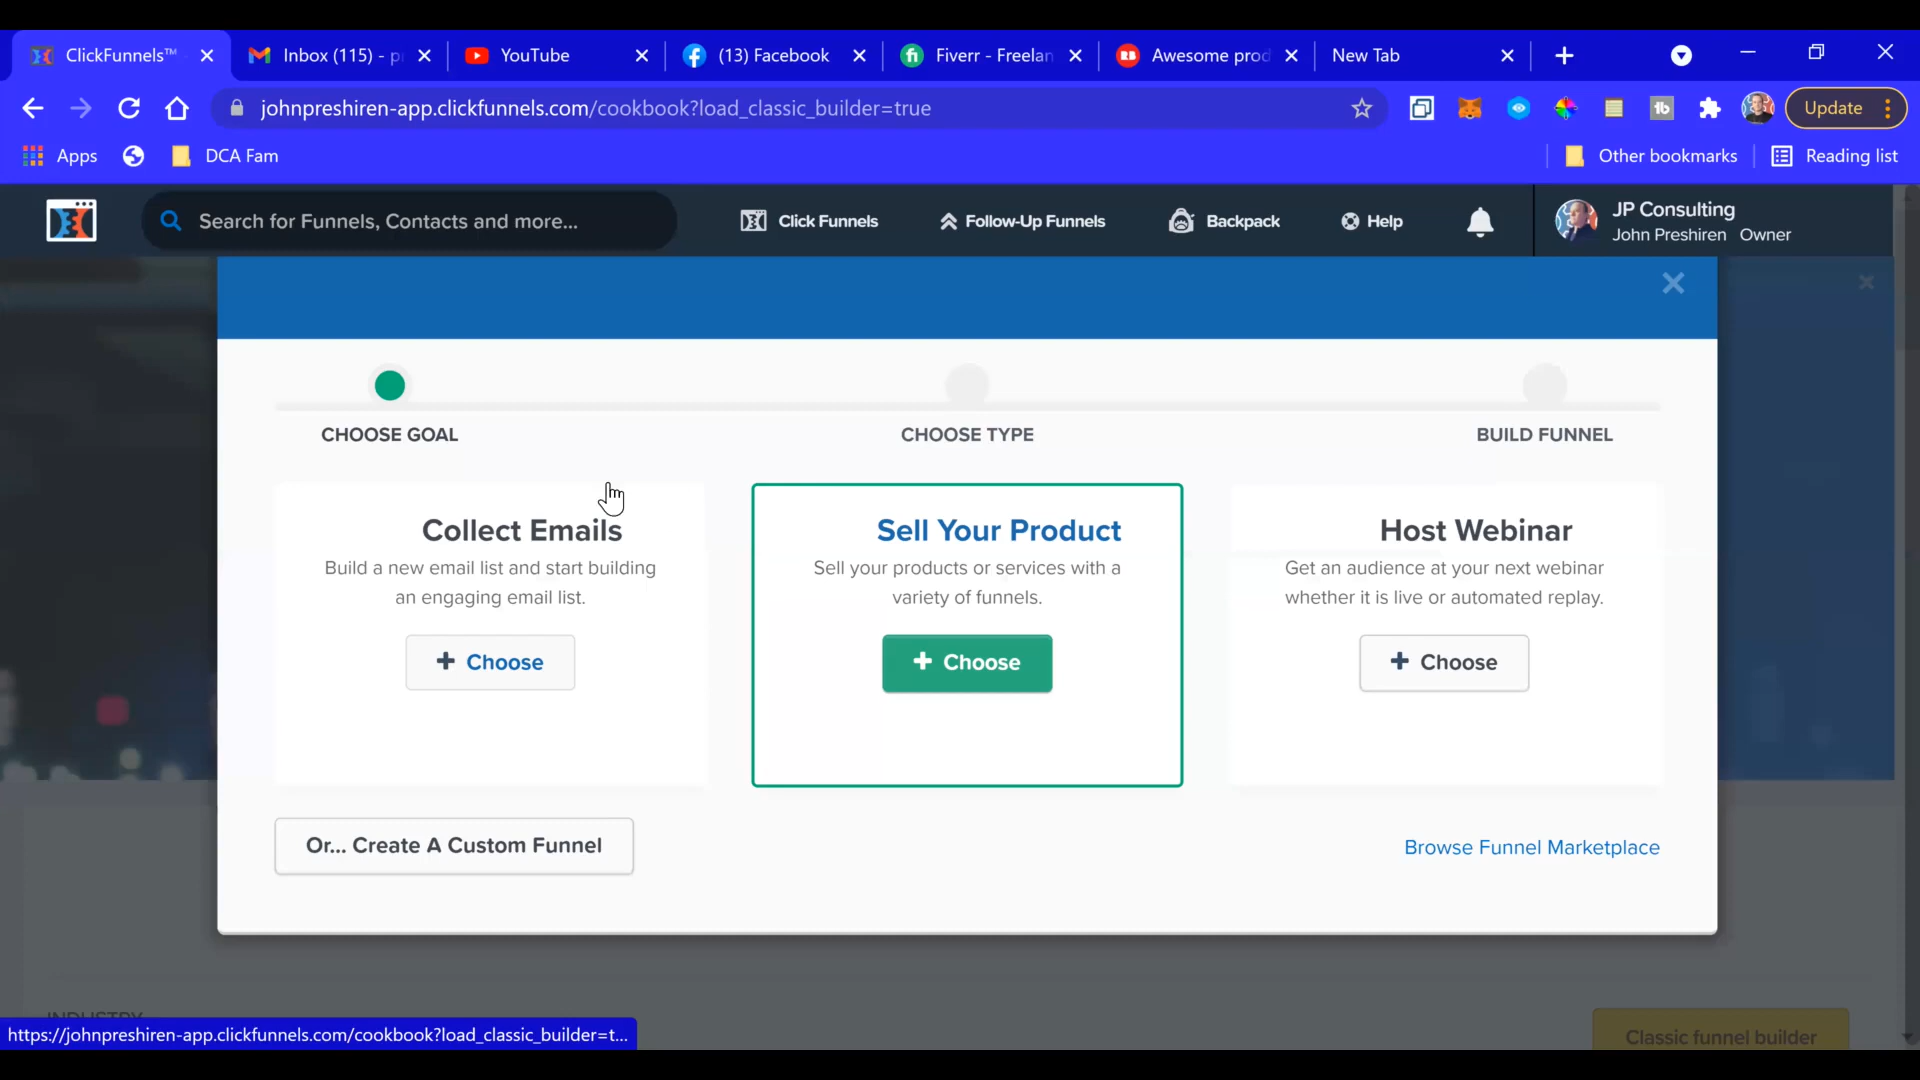 ClickFunnels™
Inbox (115) - p
YouTube
(13) Facebook
Fiverr - Freelan
Awesome prod
New Tab
johnpreshiren-app.clickfunnels.com/cookbook?load_classic_builder=true
Update
Apps
DCA Fam
Other bookmarks
Reading list
Search for Funnels, Contacts and more...
Click Funnels
Follow-Up Funnels
Backpack
Help
JP Consulting
John Preshiren Owner
CHOOSE GOAL
CHOOSE TYPE
BUILD FUNNEL
Collect Emails
Build a new email list and start building
an engaging email list.
+ Choose
Sell Your Product
Sell your products or services with a
variety of funnels.
+ Choose
Host Webinar
Get an audience at your next webinar
whether it is live or automated replay.
+ Choose
Or... Create A Custom Funnel
Browse Funnel Marketplace
INDUSTRY
Classic funnel builder
https://johnpreshiren-app.clickfunnels.com/cookbook?load_classic_builder=t...